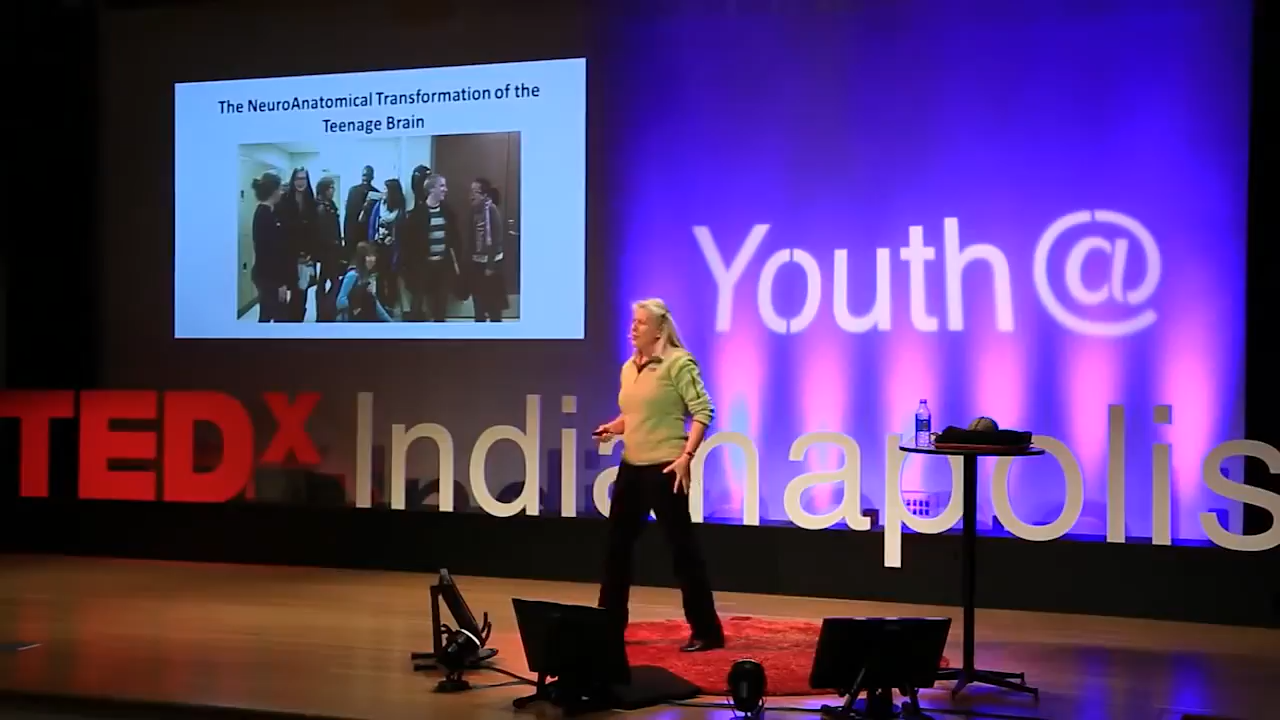 The NeuroAnatomical Transformation of the
Teenage Brain
Youth@
TEDx Indianapolis